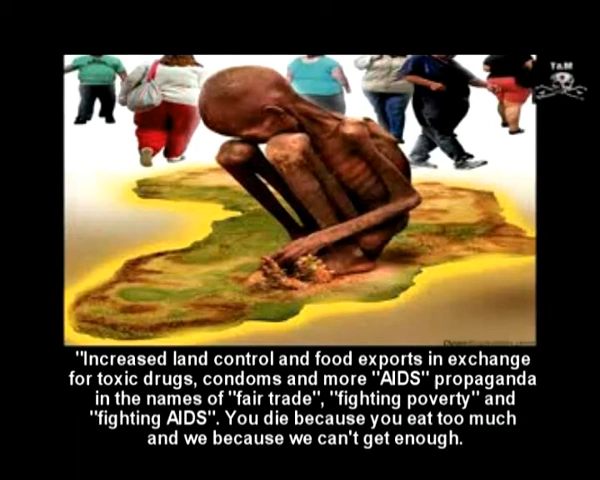 T&M
"Increased land control and food exports in exchange
for toxic drugs, condoms and more "AIDS" propaganda
in the names of "fair trade", "fighting poverty" and
"fighting AIDS". You die because you eat too much
and we because we can't get enough.